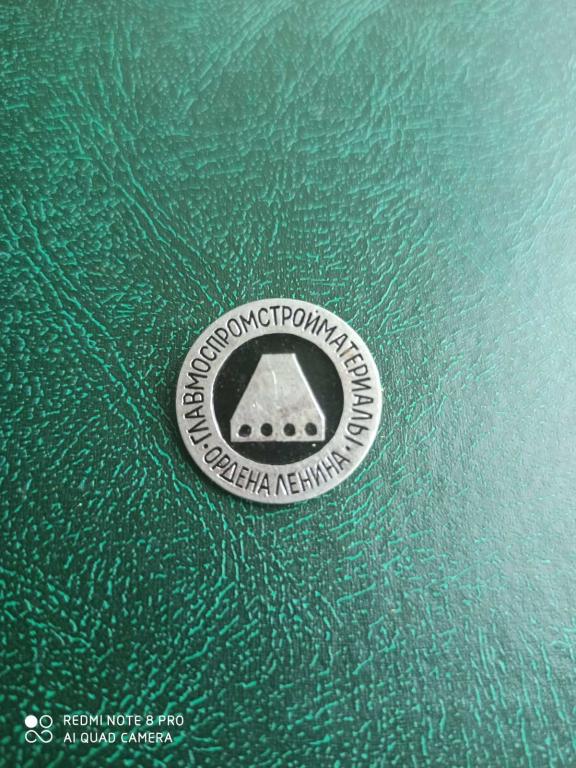 ГЛАВМОСПРОМСТРОЙМАТЕРИАЛЫ
· ОРДЕНА ЛЕНИНА ·
REDMI NOTE 8 PRO
AI QUAD CAMERA